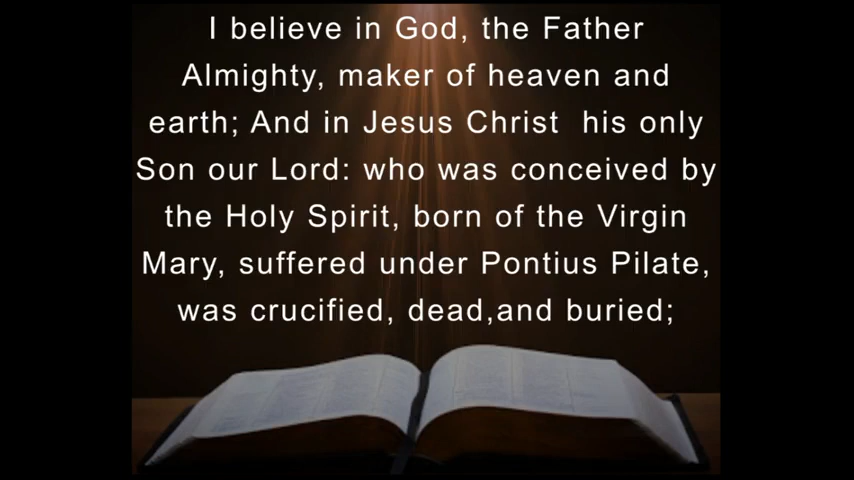 I believe in God, the Father
Almighty, maker of heaven and
earth; And in Jesus Christ  his only
Son our Lord: who was conceived by
the Holy Spirit, born of the Virgin
Mary, suffered under Pontius Pilate,
was crucified, dead,and buried;